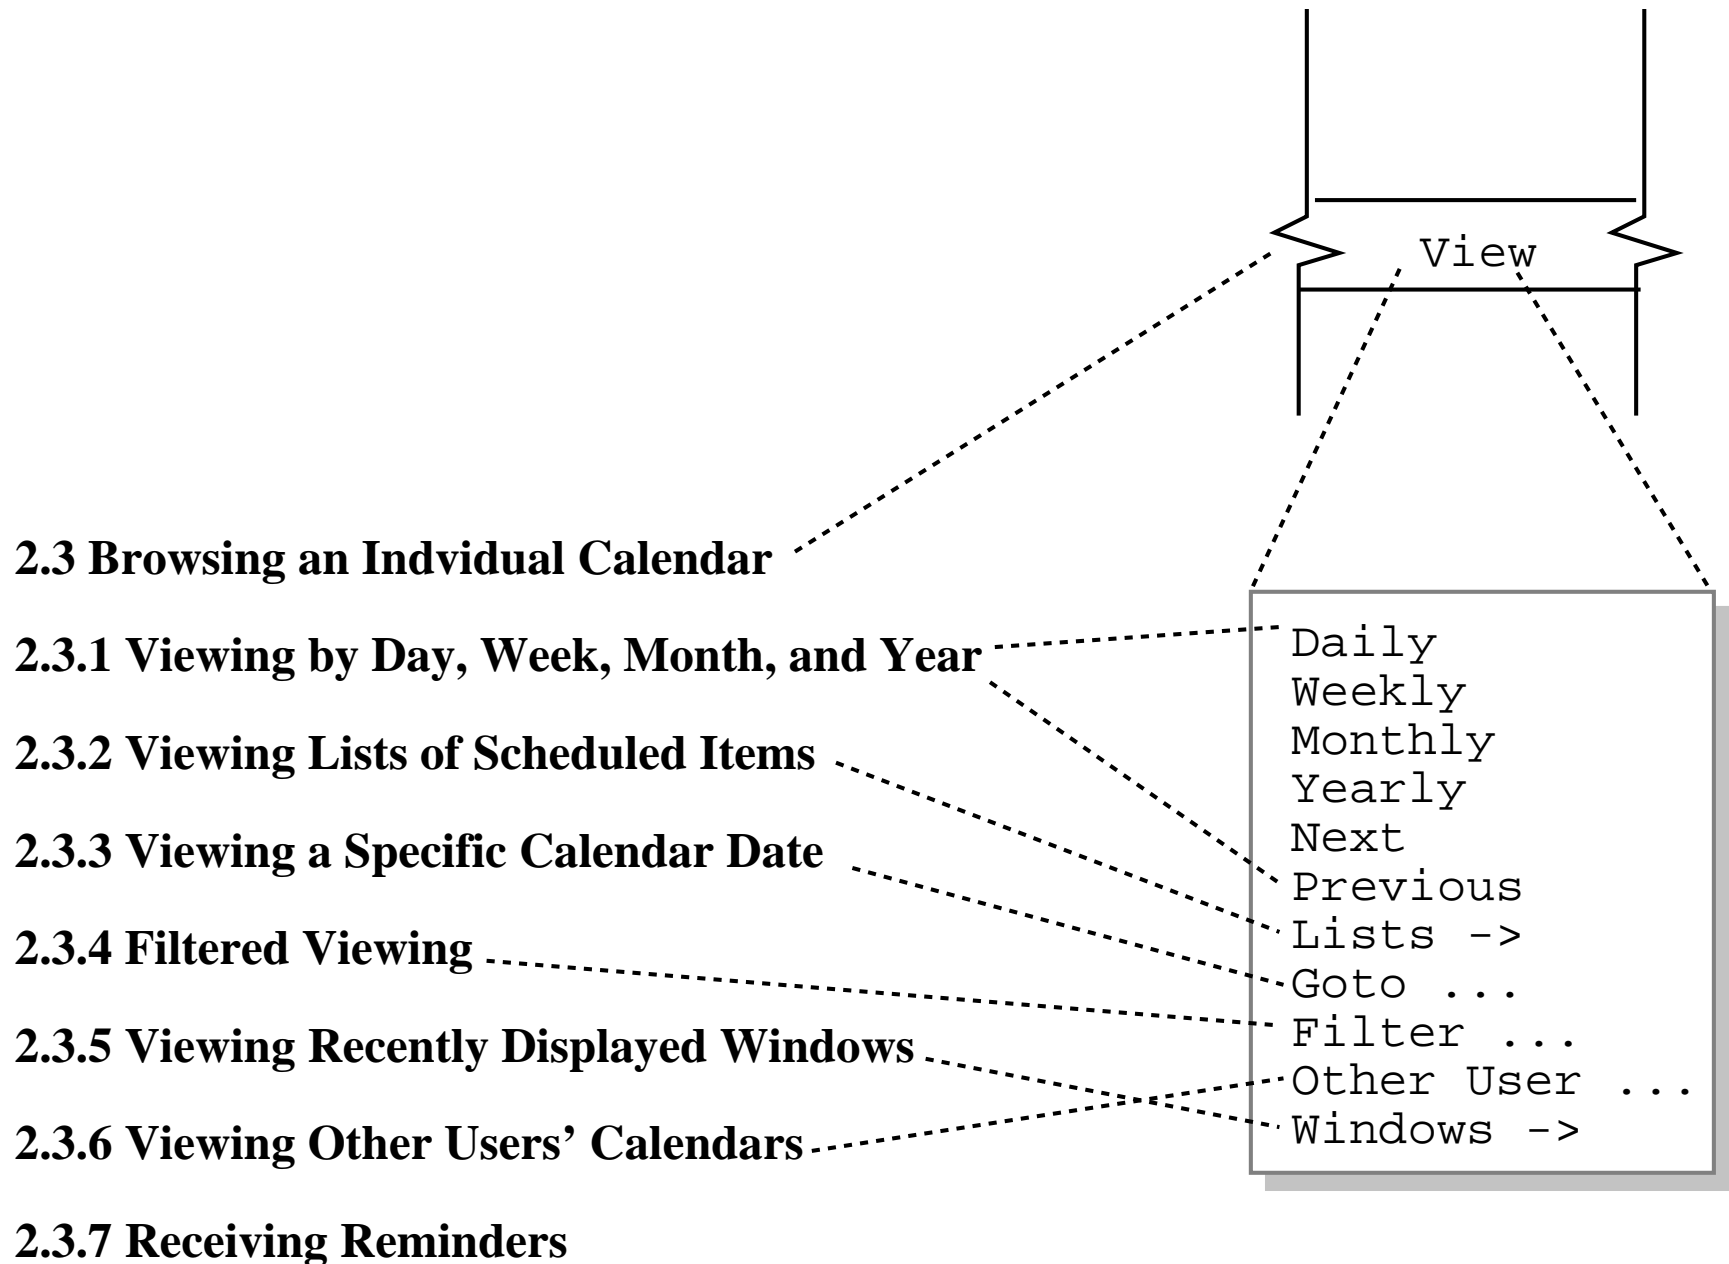 View
2.3 Browsing an Indvidual Calendar
2.3.1 Viewing by Day, Week, Month, and Year
2.3.2 Viewing Lists of Scheduled Items
2.3.3 Viewing a Specific Calendar Date
2.3.4 Filtered Viewing
2.3.5 Viewing Recently Displayed Windows
2.3.6 Viewing Other Users’ Calendars
2.3.7 Receiving Reminders
Daily
Weekly
Monthly
Yearly
Next
Previous
Lists ->
Goto ...
Filter ...
Other User ...
Windows ->